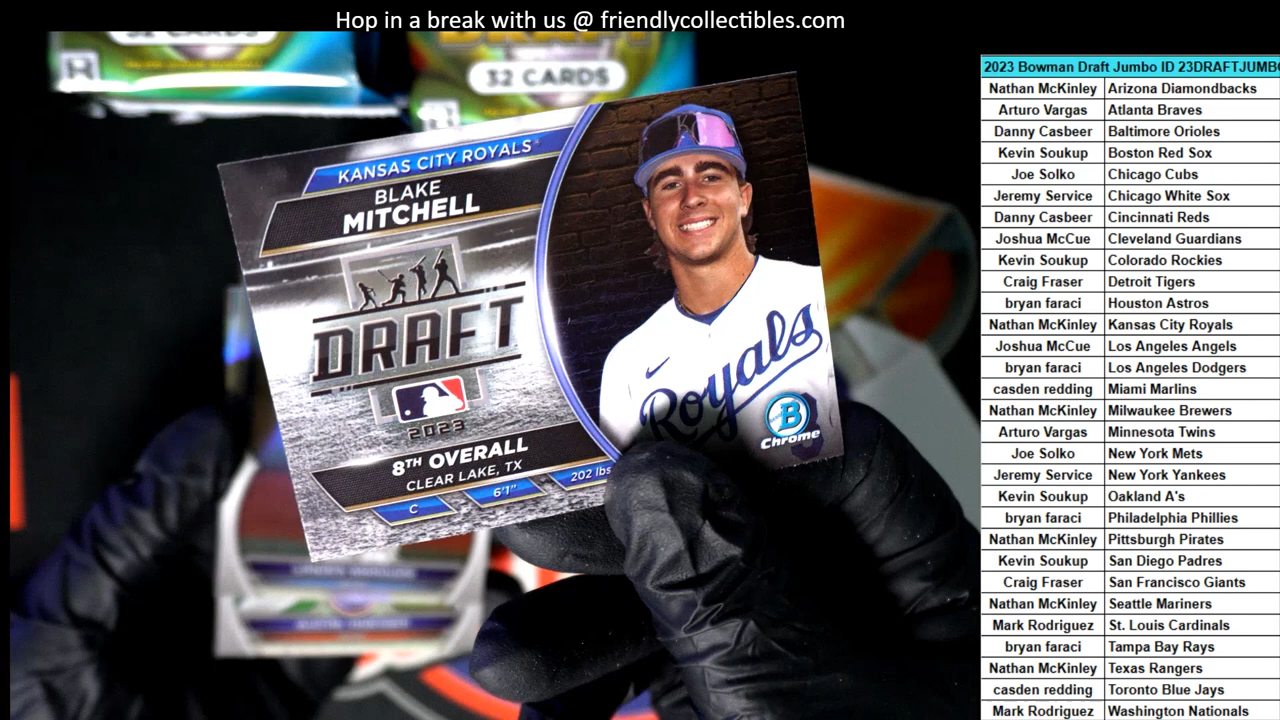 Hop in a break with us @ friendlycollectibles.com
32 CARDS
32 CARDS
KANSAS CITY ROYALS
BLAKE
MITCHELL
DRAFT
2023
8TH OVERALL
CLEAR LAKE, TX
C 6'1" 202 lbs
Royals
B
Chrome
2023 Bowman Draft Jumbo ID 23DRAFTJUMBO
Nathan McKinley Arizona Diamondbacks
Arturo Vargas Atlanta Braves
Danny Casbeer Baltimore Orioles
Kevin Soukup Boston Red Sox
Joe Solko Chicago Cubs
Jeremy Service Chicago White Sox
Danny Casbeer Cincinnati Reds
Joshua McCue Cleveland Guardians
Kevin Soukup Colorado Rockies
Craig Fraser Detroit Tigers
bryan faraci Houston Astros
Nathan McKinley Kansas City Royals
Joshua McCue Los Angeles Angels
bryan faraci Los Angeles Dodgers
casden redding Miami Marlins
Nathan McKinley Milwaukee Brewers
Arturo Vargas Minnesota Twins
Joe Solko New York Mets
Jeremy Service New York Yankees
Kevin Soukup Oakland A's
bryan faraci Philadelphia Phillies
Nathan McKinley Pittsburgh Pirates
Kevin Soukup San Diego Padres
Craig Fraser San Francisco Giants
Nathan McKinley Seattle Mariners
Mark Rodriguez St. Louis Cardinals
bryan faraci Tampa Bay Rays
Nathan McKinley Texas Rangers
casden redding Toronto Blue Jays
Mark Rodriguez Washington Nationals